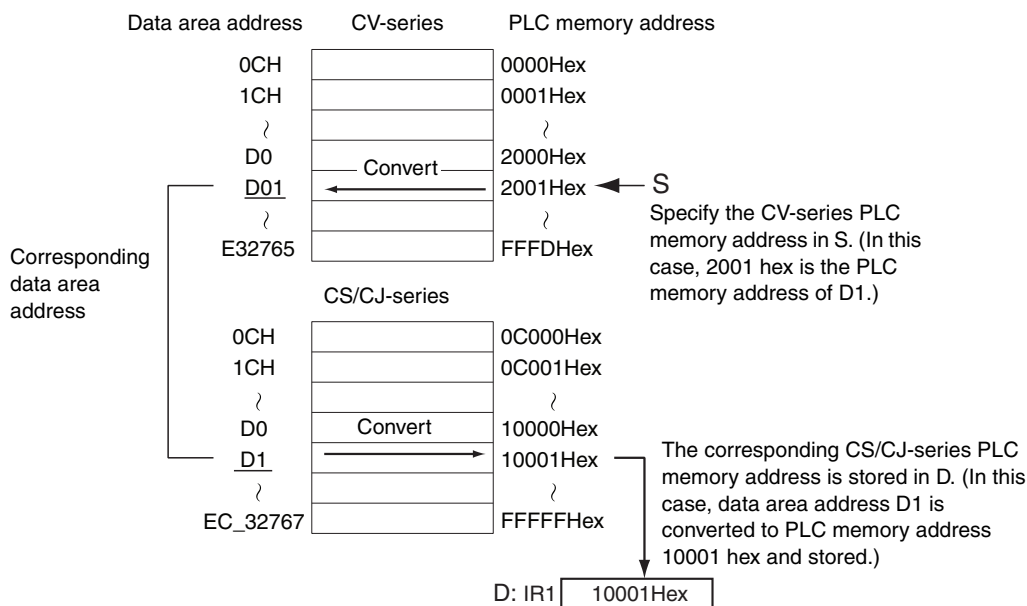 Data area address CV-series PLC memory address
0CH 0000Hex
1CH 0001Hex
~ ~
D0 2000Hex
Convert
D01 2001Hex S
~ ~
E32765 FFFDHex
Specify the CV-series PLC
memory address in S. (In this
case, 2001 hex is the PLC
memory address of D1.)
Corresponding
data area
address
CS/CJ-series
0CH 0C000Hex
1CH 0C001Hex
~ ~
D0 Convert 10000Hex
D1 10001Hex
~ ~
EC_32767 FFFFFHex
The corresponding CS/CJ-series PLC
memory address is stored in D. (In this
case, data area address D1 is
converted to PLC memory address
10001 hex and stored.)
D: IR1 10001Hex